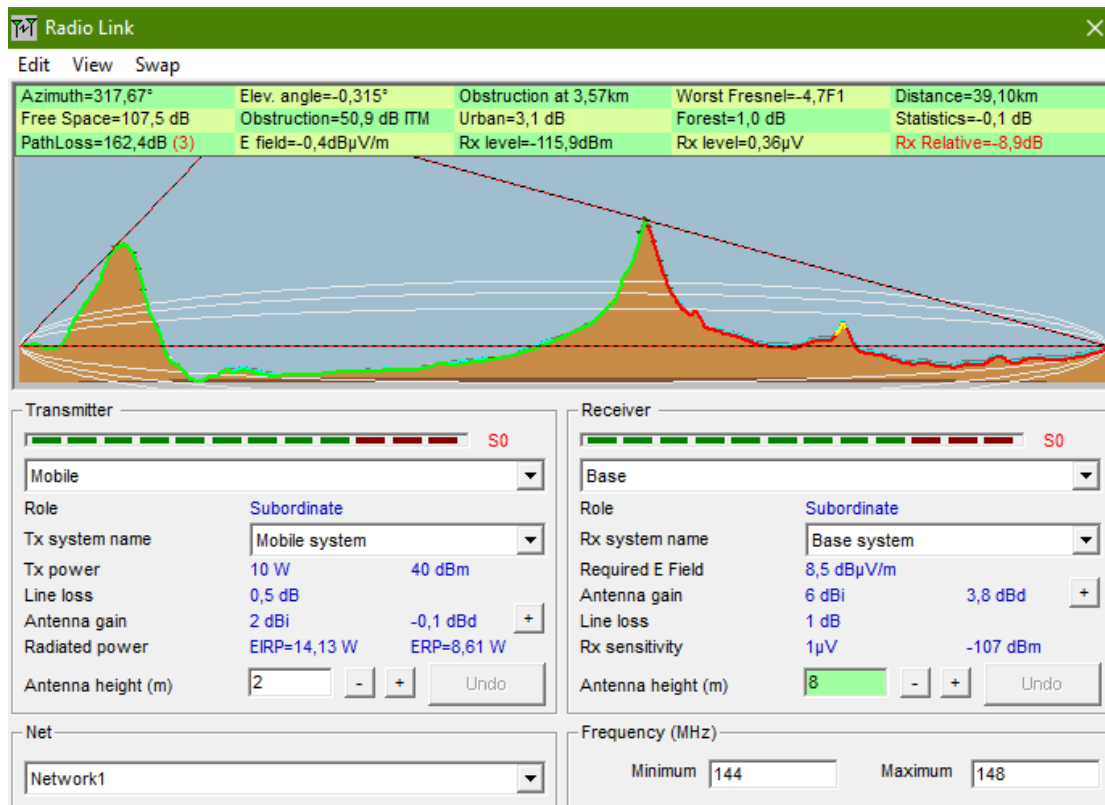 Radio Link
Edit View Swap
Azimuth=317,67° Elev. angle=-0,315° Obstruction at 3,57km Worst Fresnel=-4,7F1 Distance=39,10km
Free Space=107,5 dB Obstruction=50,9 dB ITM Urban=3,1 dB Forest=1,0 dB Statistics=-0,1 dB
PathLoss=162,4dB (3) E field=-0,4dBµV/m Rx level=-115,9dBm Rx level=0,36µV Rx Relative=-8,9dB
Transmitter
S0
Mobile
Role Subordinate
Tx system name Mobile system
Tx power 10 W 40 dBm
Line loss 0,5 dB
Antenna gain 2 dBi -0,1 dBd +
Radiated power EIRP=14,13 W ERP=8,61 W
Antenna height (m) 2 - + Undo
Net
Network1
Receiver
S0
Base
Role Subordinate
Rx system name Base system
Required E Field 8,5 dBµV/m
Antenna gain 6 dBi 3,8 dBd +
Line loss 1 dB
Rx sensitivity 1µV -107 dBm
Antenna height (m) 8 - + Undo
Frequency (MHz)
Minimum 144 Maximum 148